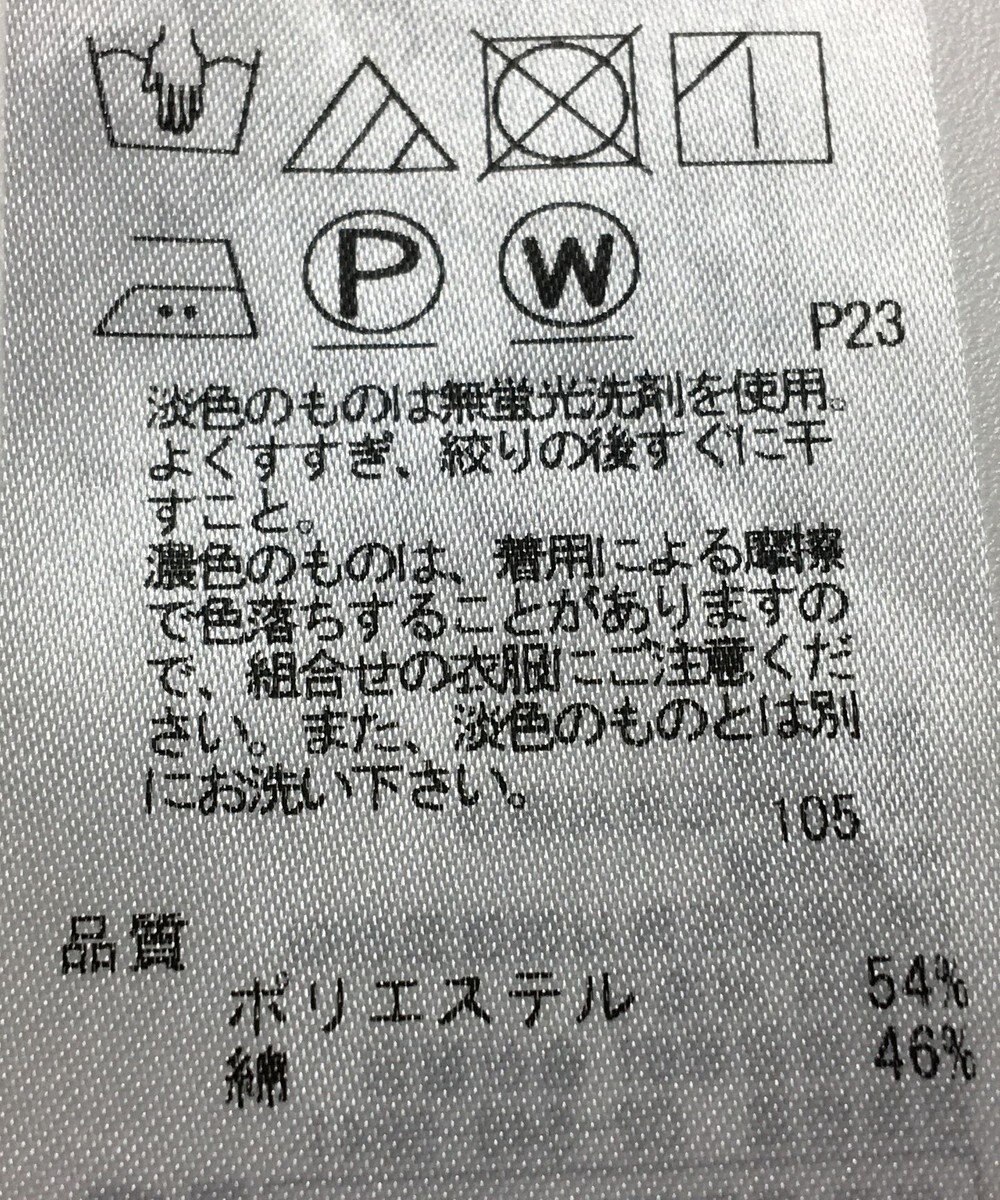 P W
P23
淡色のものは無蛍光洗剤を使用。
よくすすぎ、絞りの後すぐに干
すこと。
濃色のものは、着用による摩擦
で色落ちすることがありますの
で、組合せの衣服にご注意くだ
さい。また、淡色のものとは別
にお洗い下さい。
105
品質
ポリエステル 54%
綿 46%